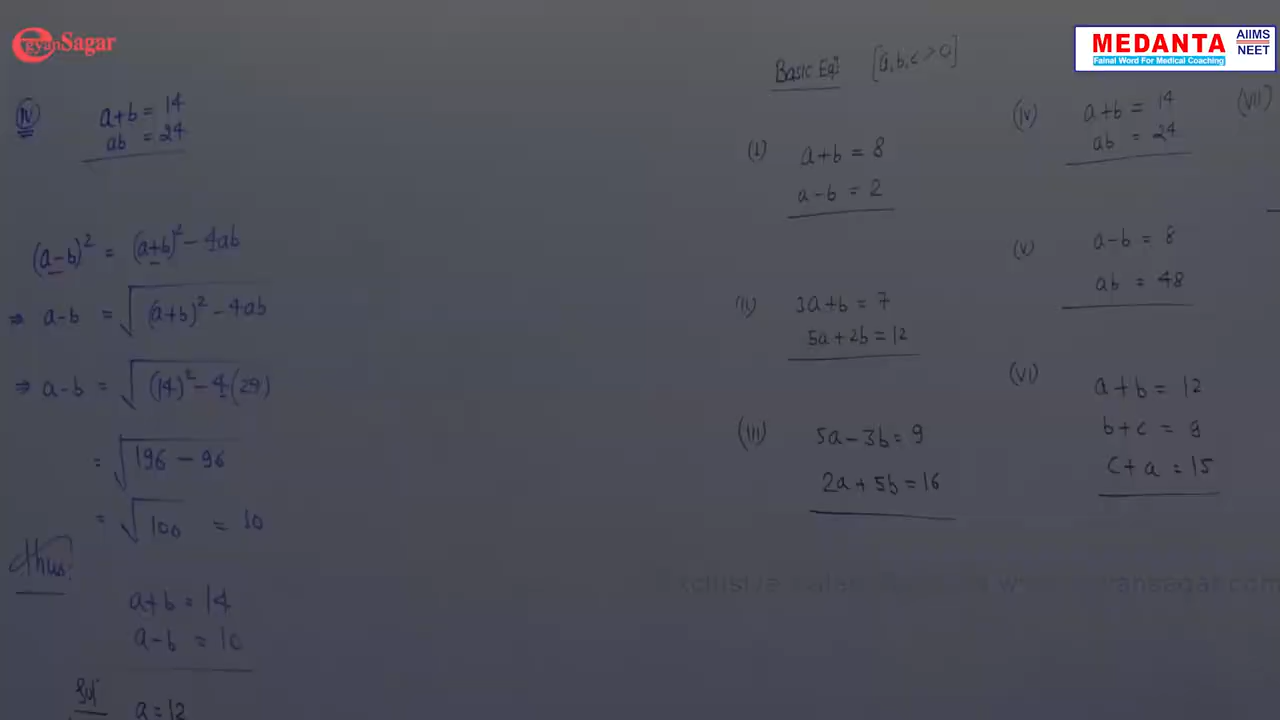 egyanSagar
MEDANTA AIIMS NEET
Fainal Word For Medical Coaching
(iv) a+b = 14
ab = 24
(a-b)² = (a+b)² - 4ab
⇒ a-b = √(a+b)² - 4ab
⇒ a-b = √(14)² - 4(24)
= √196 - 96
= √100 = 10
Thus,
a+b = 14
a-b = 10
Sol
a=12
Basic Eqn [a,b,c > 0]
(i) a+b = 8
a-b = 2
(ii) 3a+b = 7
5a+2b = 12
(iii) 5a-3b = 9
2a+5b = 16
(iv) a+b = 14
ab = 24
(v) a-b = 8
ab = 48
(vi) a+b = 12
b+c = 9
c+a = 15
(vii)